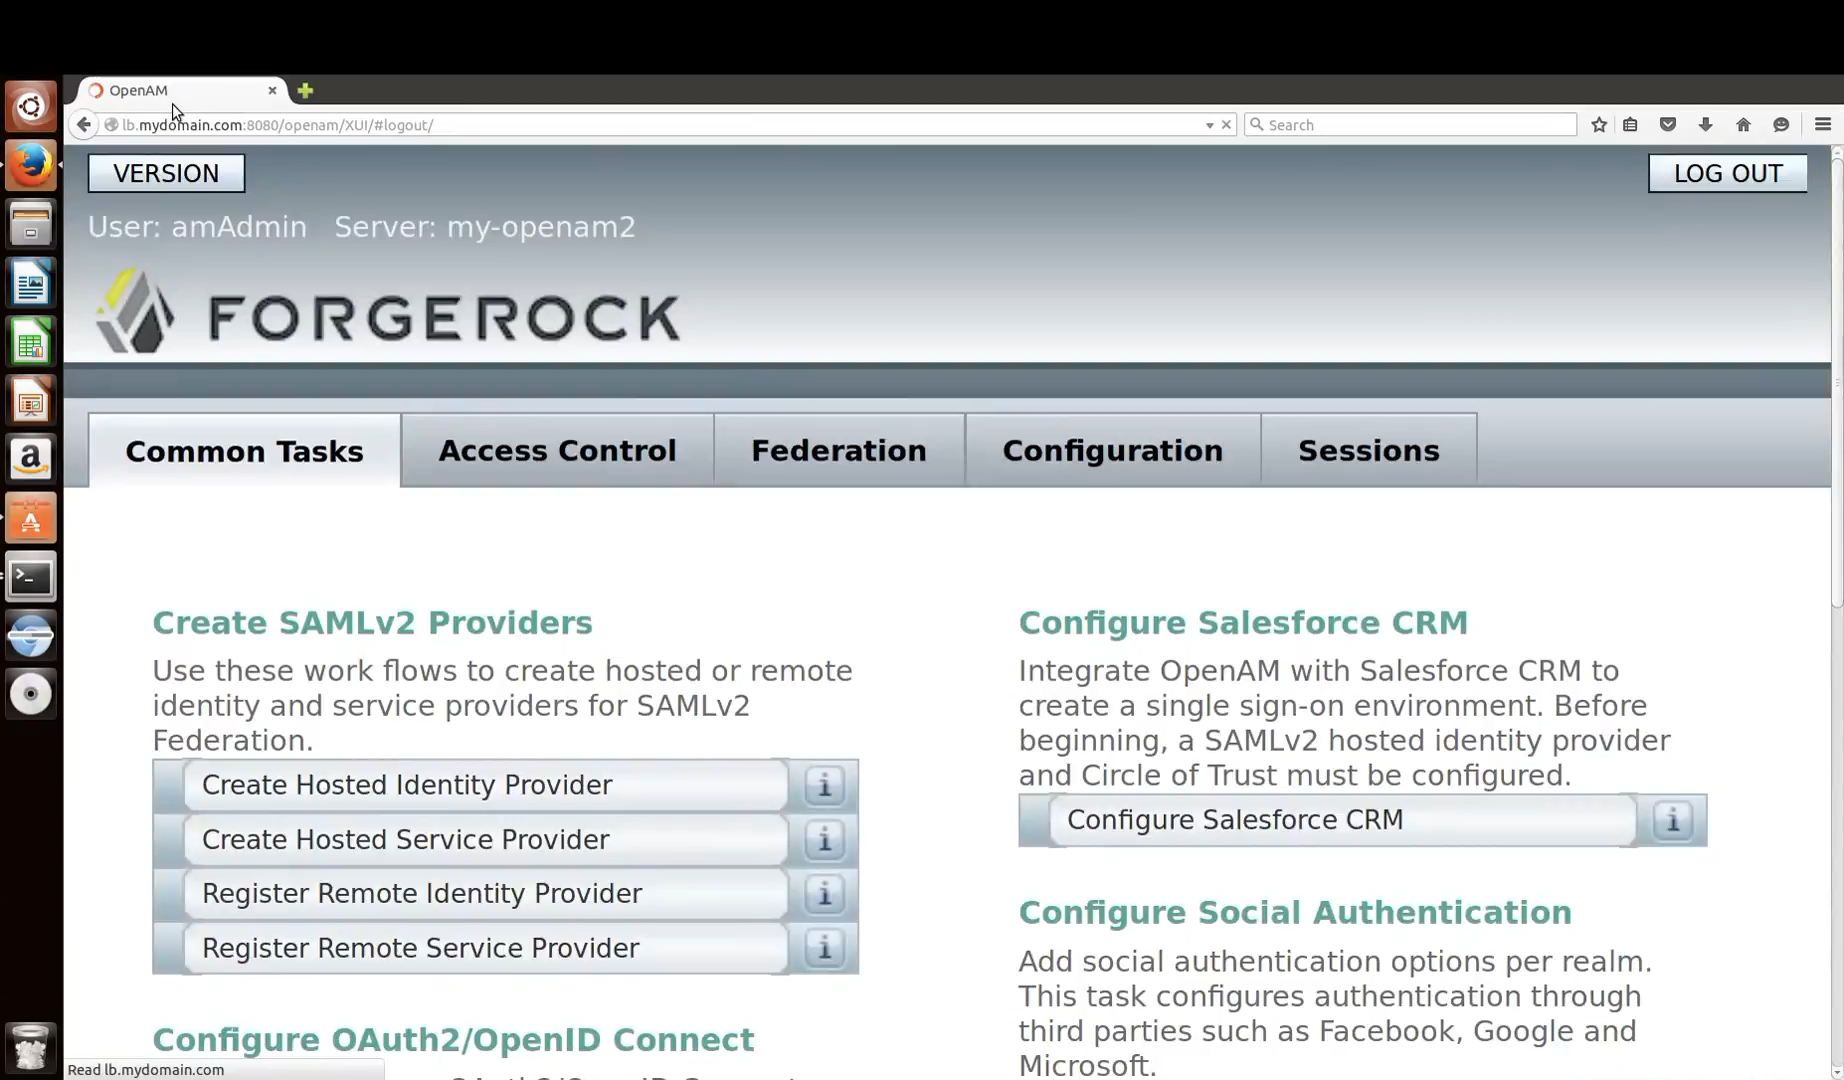 OpenAM
lb.mydomain.com:8080/openam/XUI/#logout/
Search
VERSION
LOG OUT
User: amAdmin Server: my-openam2
FORGEROCK
Common Tasks
Access Control
Federation
Configuration
Sessions
Create SAMLv2 Providers
Use these work flows to create hosted or remote
identity and service providers for SAMLv2
Federation.
Create Hosted Identity Provider
Create Hosted Service Provider
Register Remote Identity Provider
Register Remote Service Provider
Configure OAuth2/OpenID Connect
Configure Salesforce CRM
Integrate OpenAM with Salesforce CRM to
create a single sign-on environment. Before
beginning, a SAMLv2 hosted identity provider
and Circle of Trust must be configured.
Configure Salesforce CRM
Configure Social Authentication
Add social authentication options per realm.
This task configures authentication through
third parties such as Facebook, Google and
Microsoft.
Read lb.mydomain.com